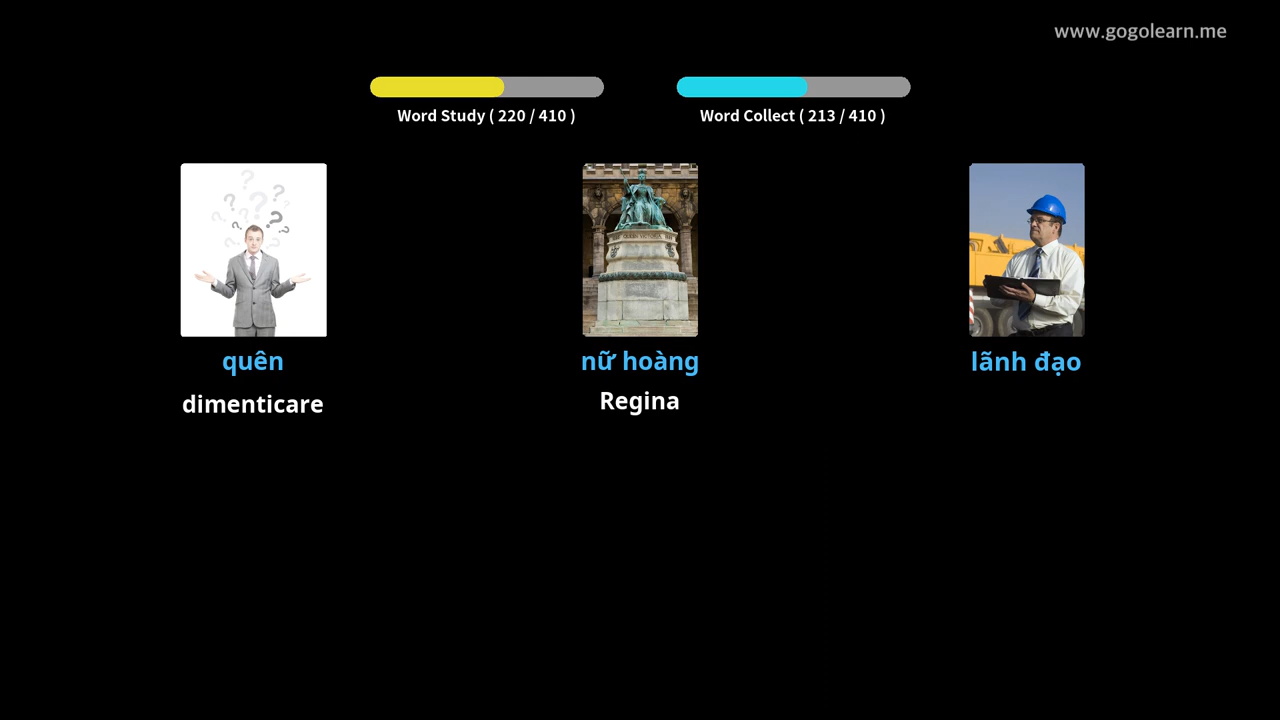 www.gogolearn.me
Word Study ( 220 / 410 )
Word Collect ( 213 / 410 )
quên
nữ hoàng
lãnh đạo
dimenticare
Regina